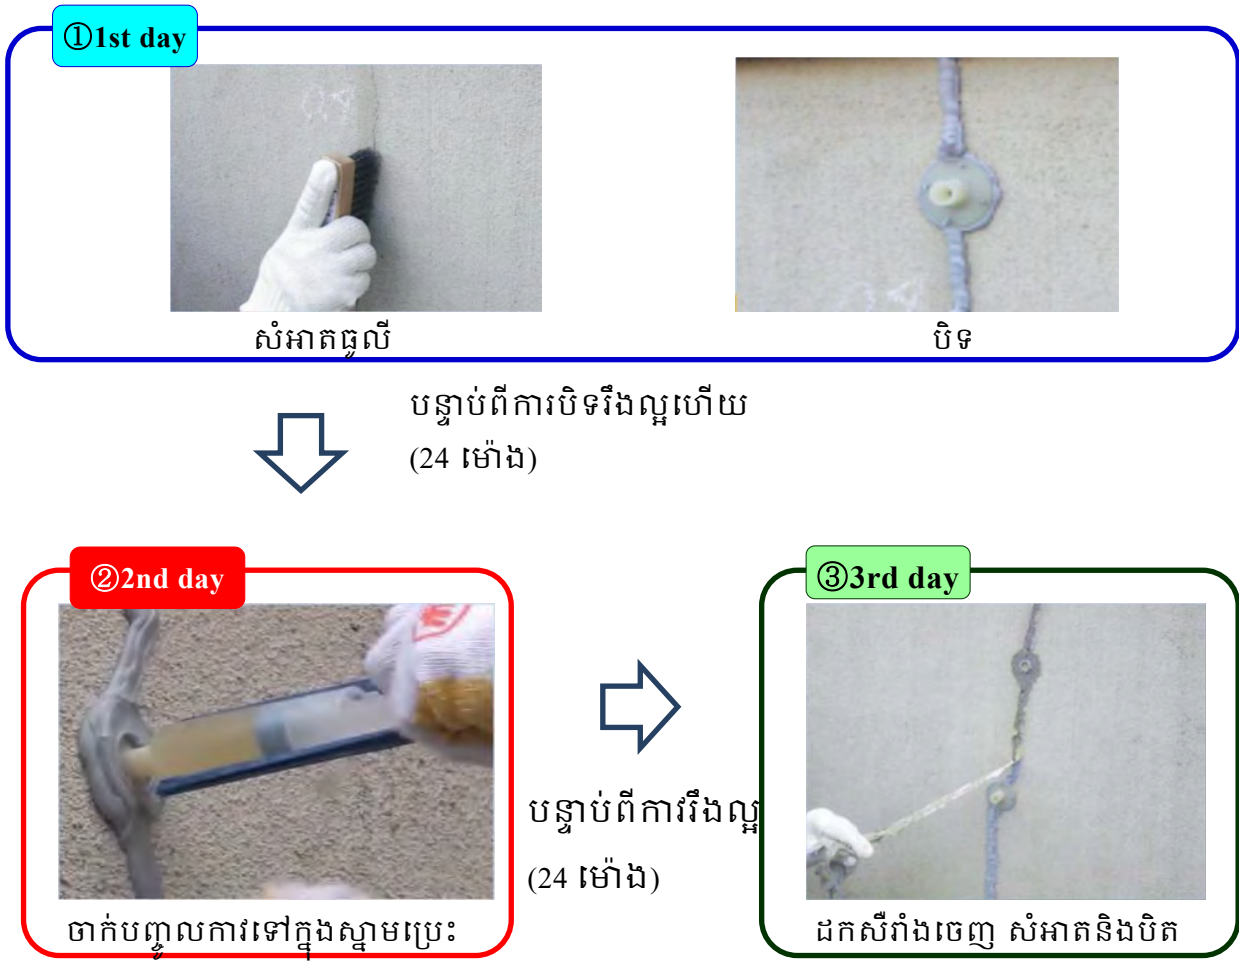 ①1st day
សំអាតធូលី
បិទ
បន្ទាប់ពីការបិទរឹងល្អហើយ
(24 ម៉ោង)
②2nd day
ចាក់បញ្ចូលកាវទៅក្នុងស្នាមប្រេះ
បន្ទាប់ពីកាវរឹងល្អ
(24 ម៉ោង)
③3rd day
ដកសឺរាំងចេញ សំអាតនិងបិត